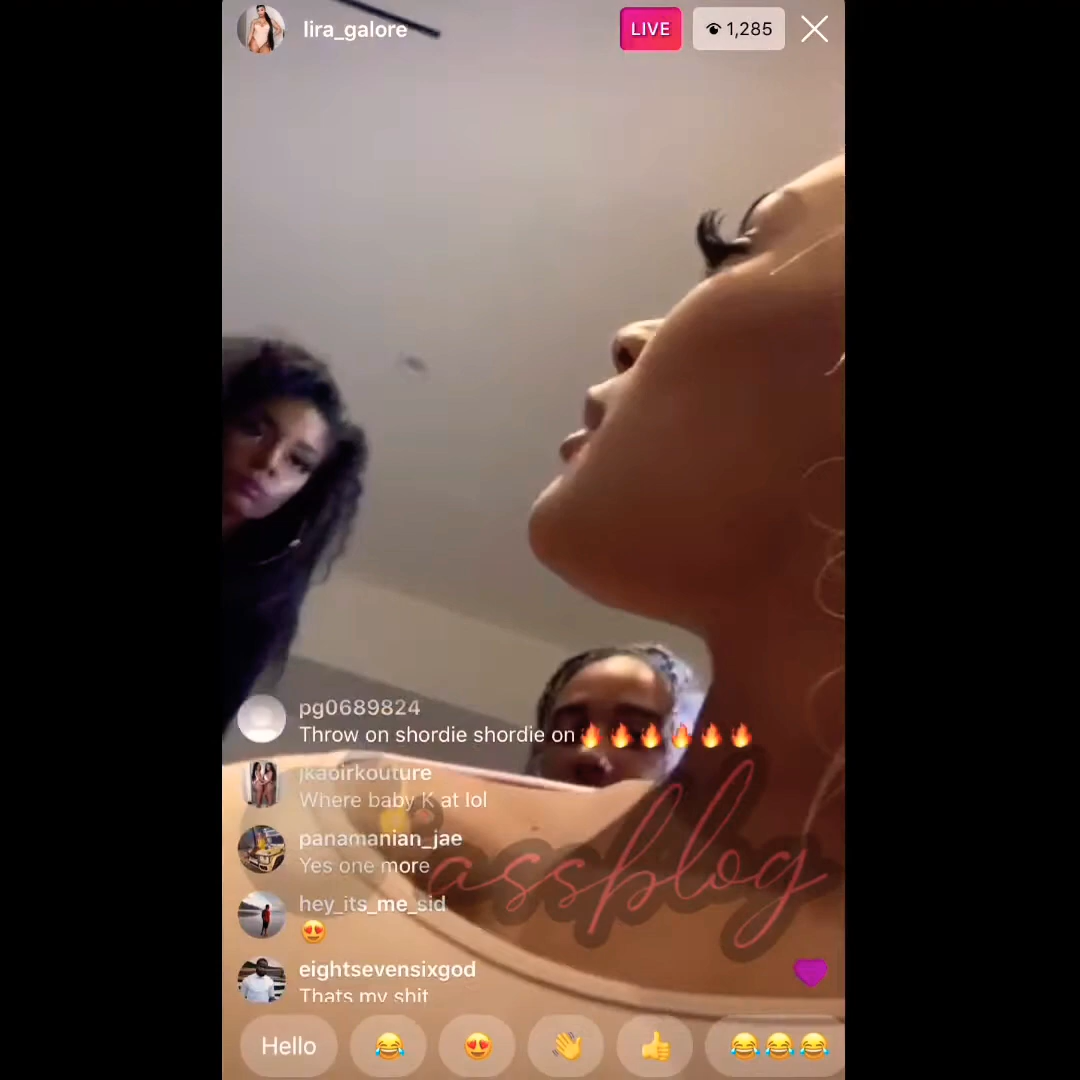 lira_galore
LIVE
1,285
pg0689824
Throw on shordie shordie on🔥🔥🔥🔥🔥🔥
jkaoirkouture
Where baby K at lol
panamanian_jae
Yes one more
hey_its_me_sid
😍
eightsevensixgod
Thats my shit
assblog
Hello